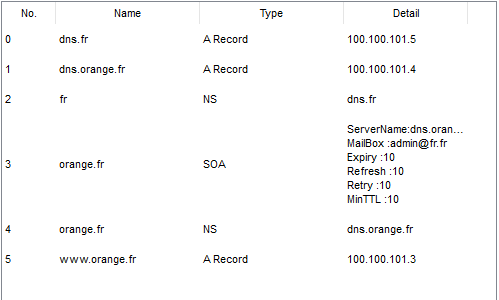 No. Name Type Detail
0 dns.fr A Record 100.100.101.5
1 dns.orange.fr A Record 100.100.101.4
2 fr NS dns.fr
ServerName:dns.oran...
MailBox :admin@fr.fr
Expiry :10
3 orange.fr SOA Refresh :10
Retry :10
MinTTL :10
4 orange.fr NS dns.orange.fr
5 www.orange.fr A Record 100.100.101.3